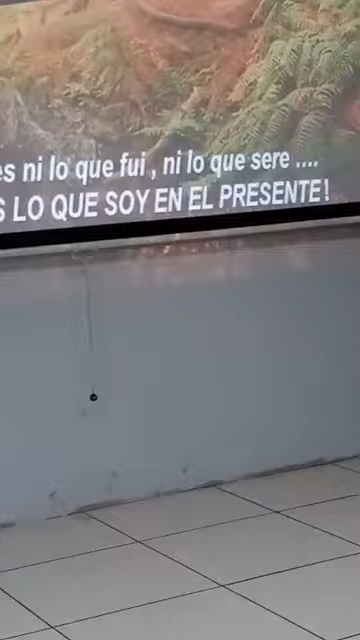 es ni lo que fui , ni lo que sere ....
S LO QUE SOY EN EL PRESENTE!